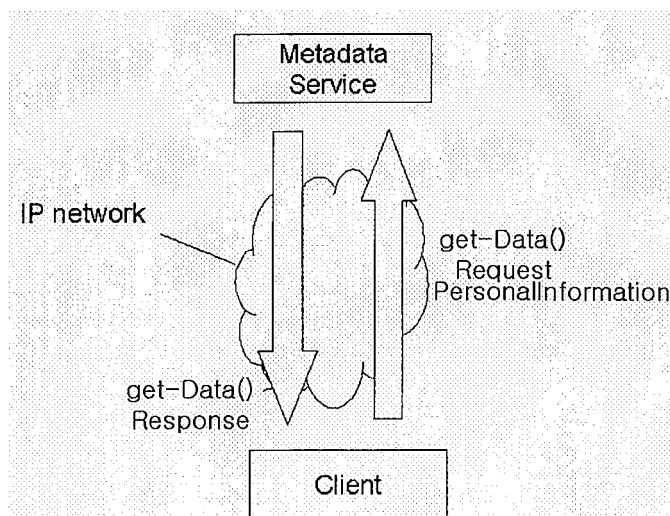 Metadata
Service
IP network
get-Data()
Request
PersonalInformation
get-Data()
Response
Client